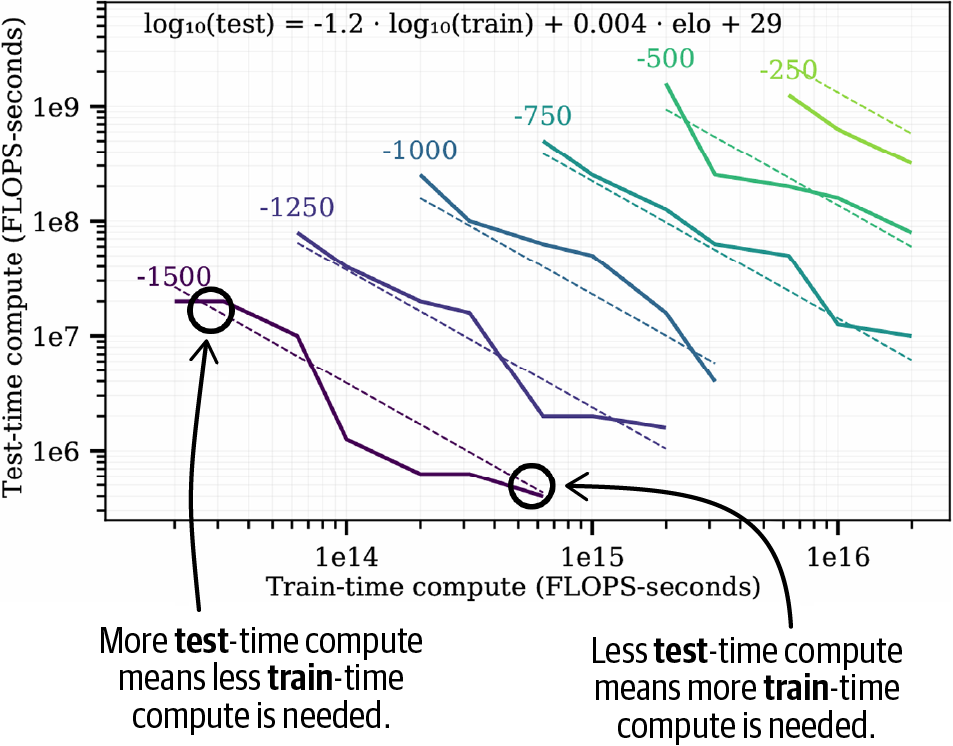 log₁₀(test) = -1.2 · log₁₀(train) + 0.004 · elo + 29
-500
-250
-750
-1000
-1250
-1500
Test-time compute (FLOPS-seconds)
1e9
1e8
1e7
1e6
1e14
1e15
1e16
Train-time compute (FLOPS-seconds)
More test-time compute
means less train-time
compute is needed.
Less test-time compute
means more train-time
compute is needed.